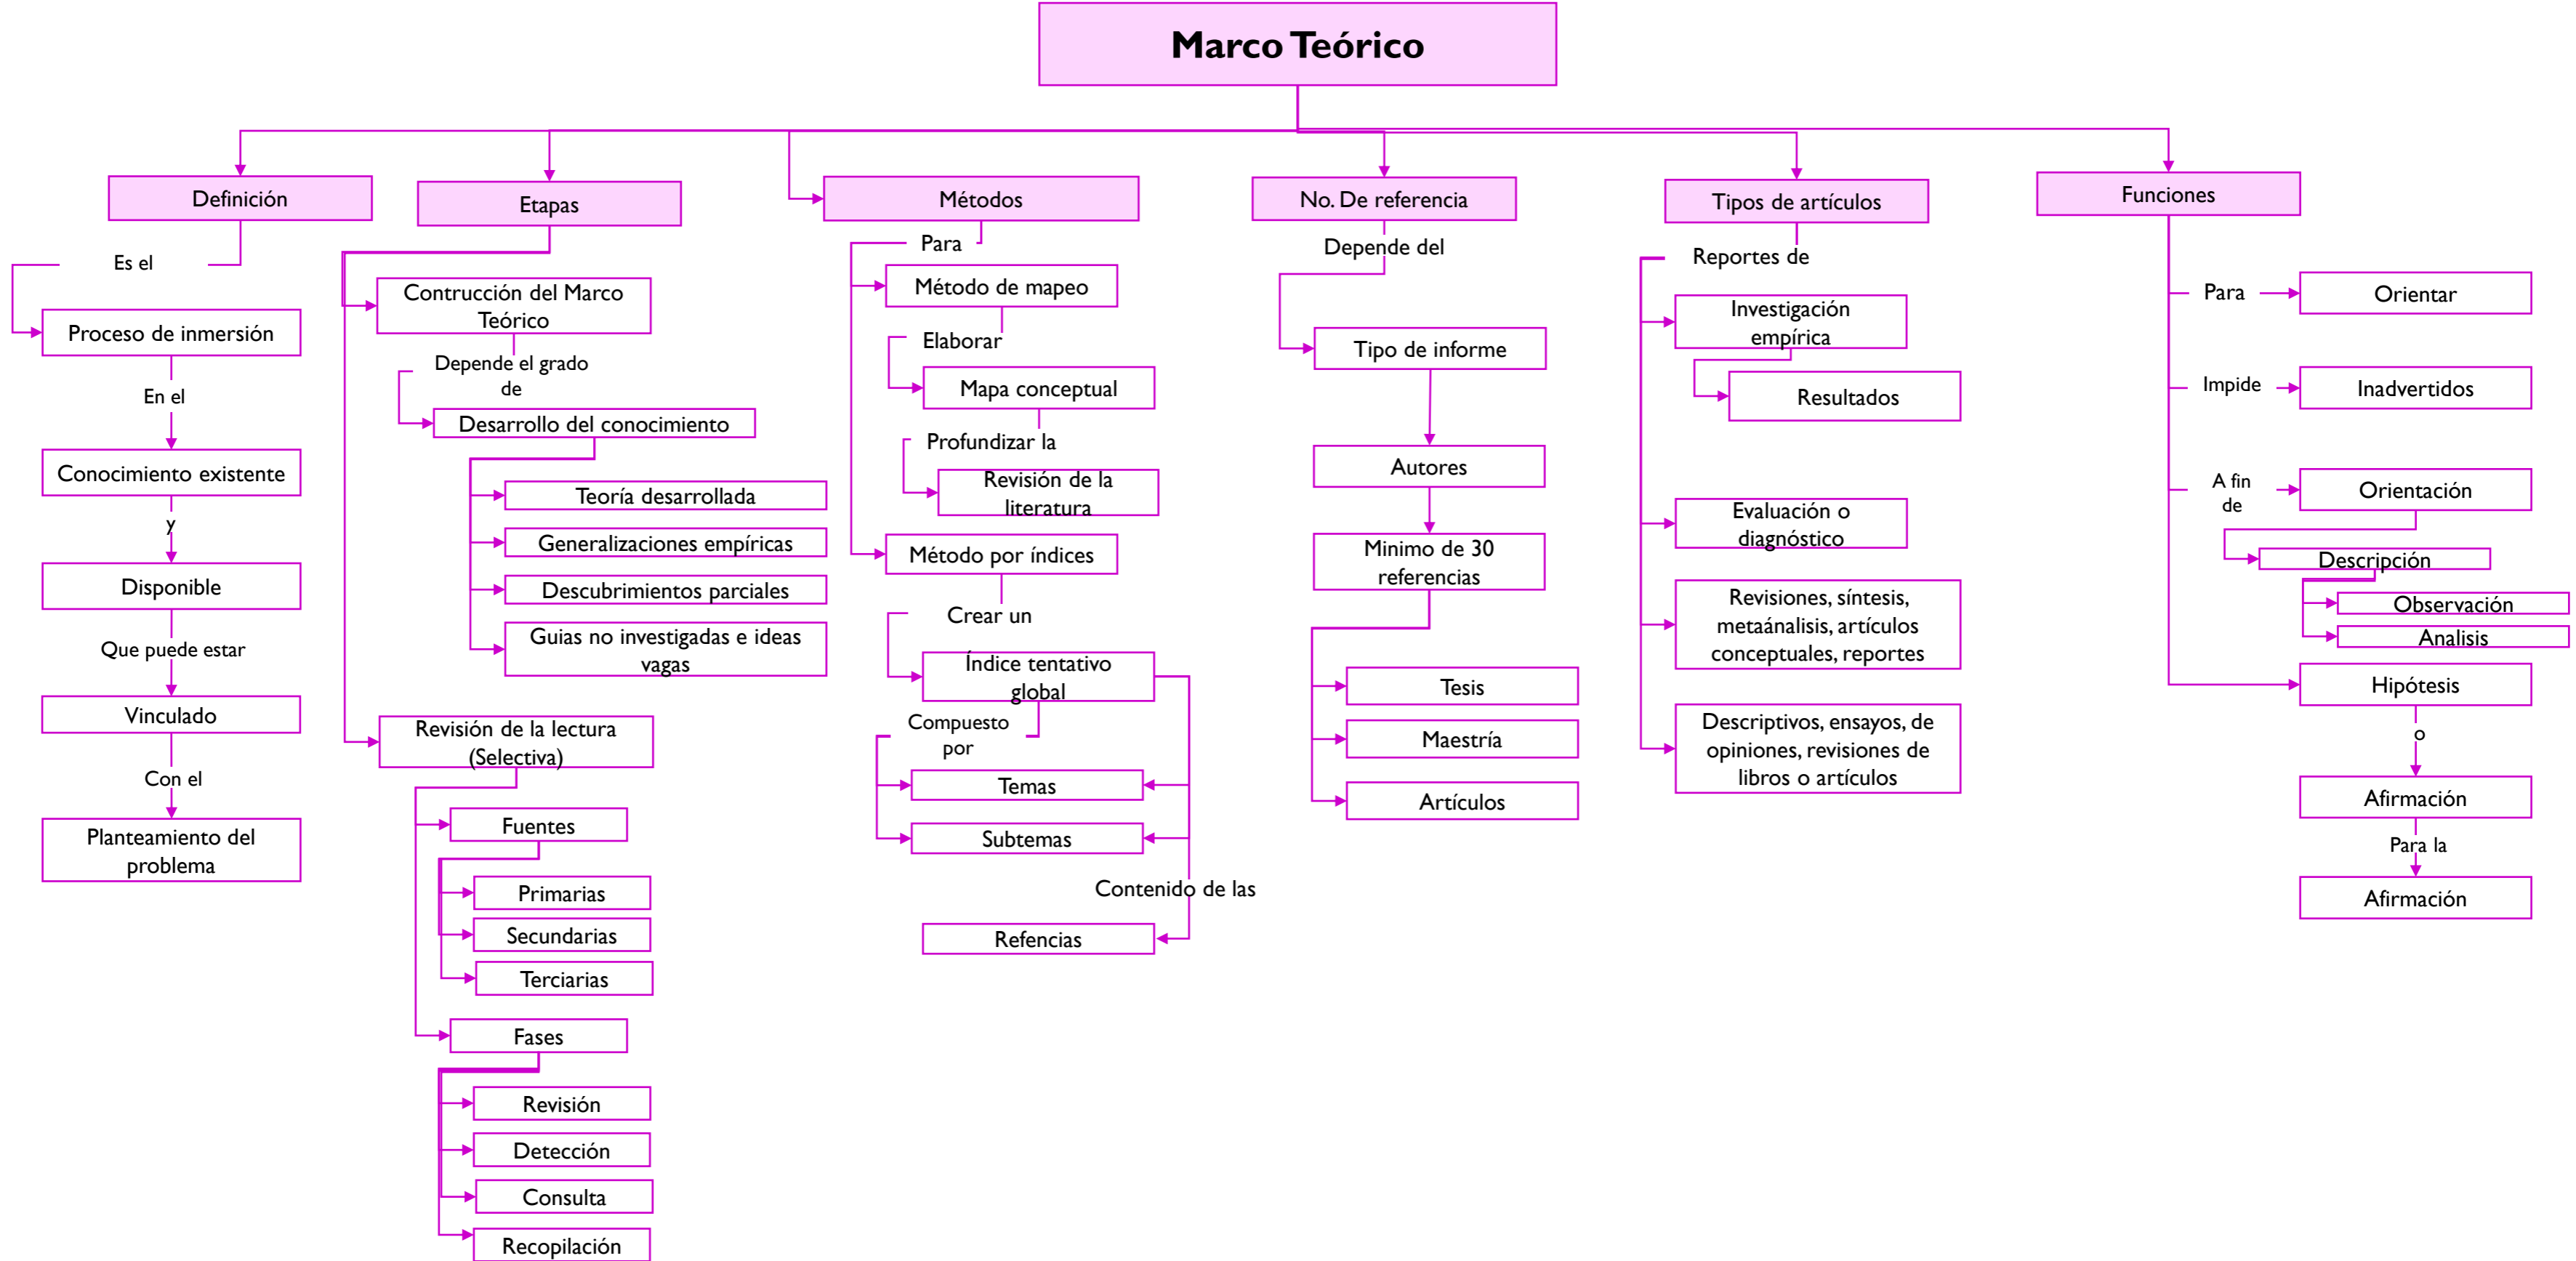 Marco Teórico
Definición
Es el
Proceso de inmersión
En el
Conocimiento existente
y
Disponible
Que puede estar
Vinculado
Con el
Planteamiento del
problema
Etapas
Contrucción del Marco
Teórico
Depende el grado
de
Desarrollo del conocimiento
Teoría desarrollada
Generalizaciones empíricas
Descubrimientos parciales
Guias no investigadas e ideas
vagas
Revisión de la lectura
(Selectiva)
Fuentes
Primarias
Secundarias
Terciarias
Fases
Revisión
Detección
Consulta
Recopilación
Métodos
Para
Método de mapeo
Elaborar
Mapa conceptual
Profundizar la
Revisión de la
literatura
Método por índices
Crear un
Índice tentativo
global
Compuesto
por
Temas
Subtemas
Contenido de las
Refencias
No. De referencia
Depende del
Tipo de informe
Autores
Minimo de 30
referencias
Tesis
Maestría
Artículos
Tipos de artículos
Reportes de
Investigación
empírica
Resultados
Evaluación o
diagnóstico
Revisiones, síntesis,
metaánalisis, artículos
conceptuales, reportes
Descriptivos, ensayos, de
opiniones, revisiones de
libros o artículos
Funciones
Para
Orientar
Impide
Inadvertidos
A fin
de
Orientación
Descripción
Observación
Analisis
Hipótesis
o
Afirmación
Para la
Afirmación